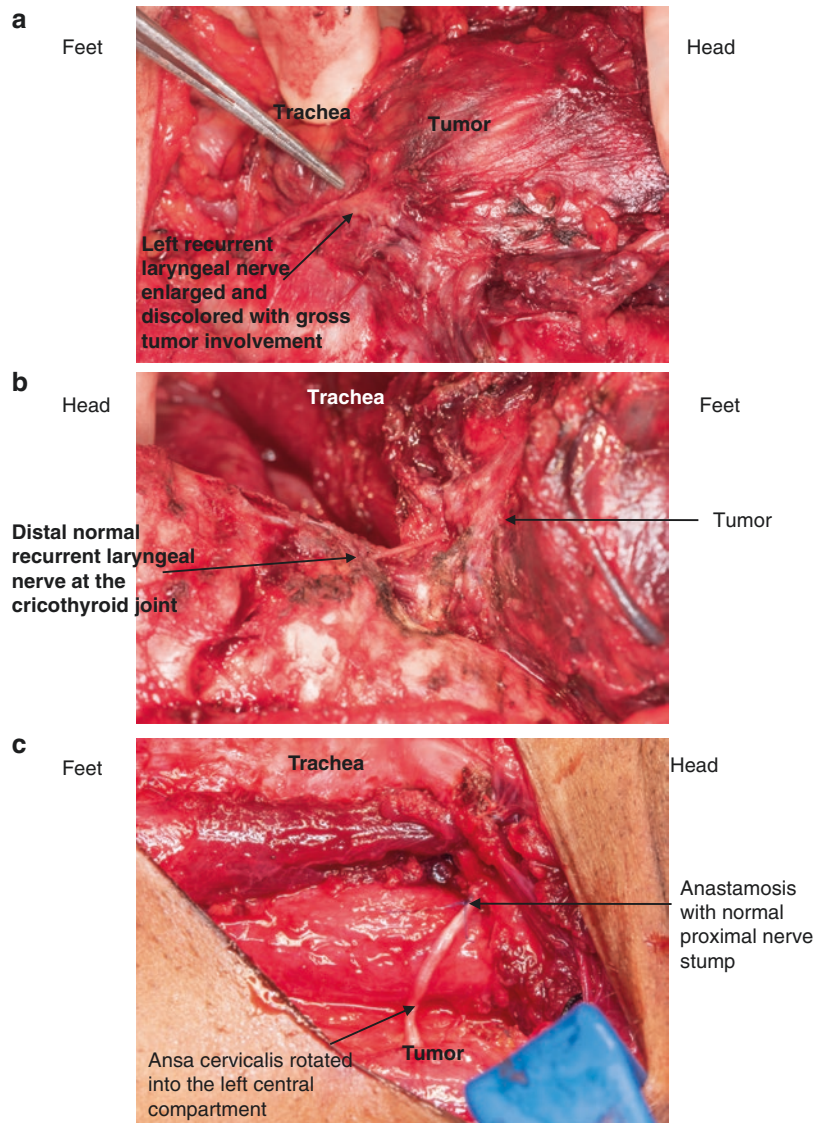 a
Feet
Head
Trachea
Tumor
Left recurrent
laryngeal nerve
enlarged and
discolored with gross
tumor involvement
b
Head
Trachea
Feet
Tumor
Distal normal
recurrent laryngeal
nerve at the
cricothyroid joint
c
Feet
Trachea
Head
Anastamosis
with normal
proximal nerve
stump
Ansa cervicalis rotated
into the left central
compartment
Tumor